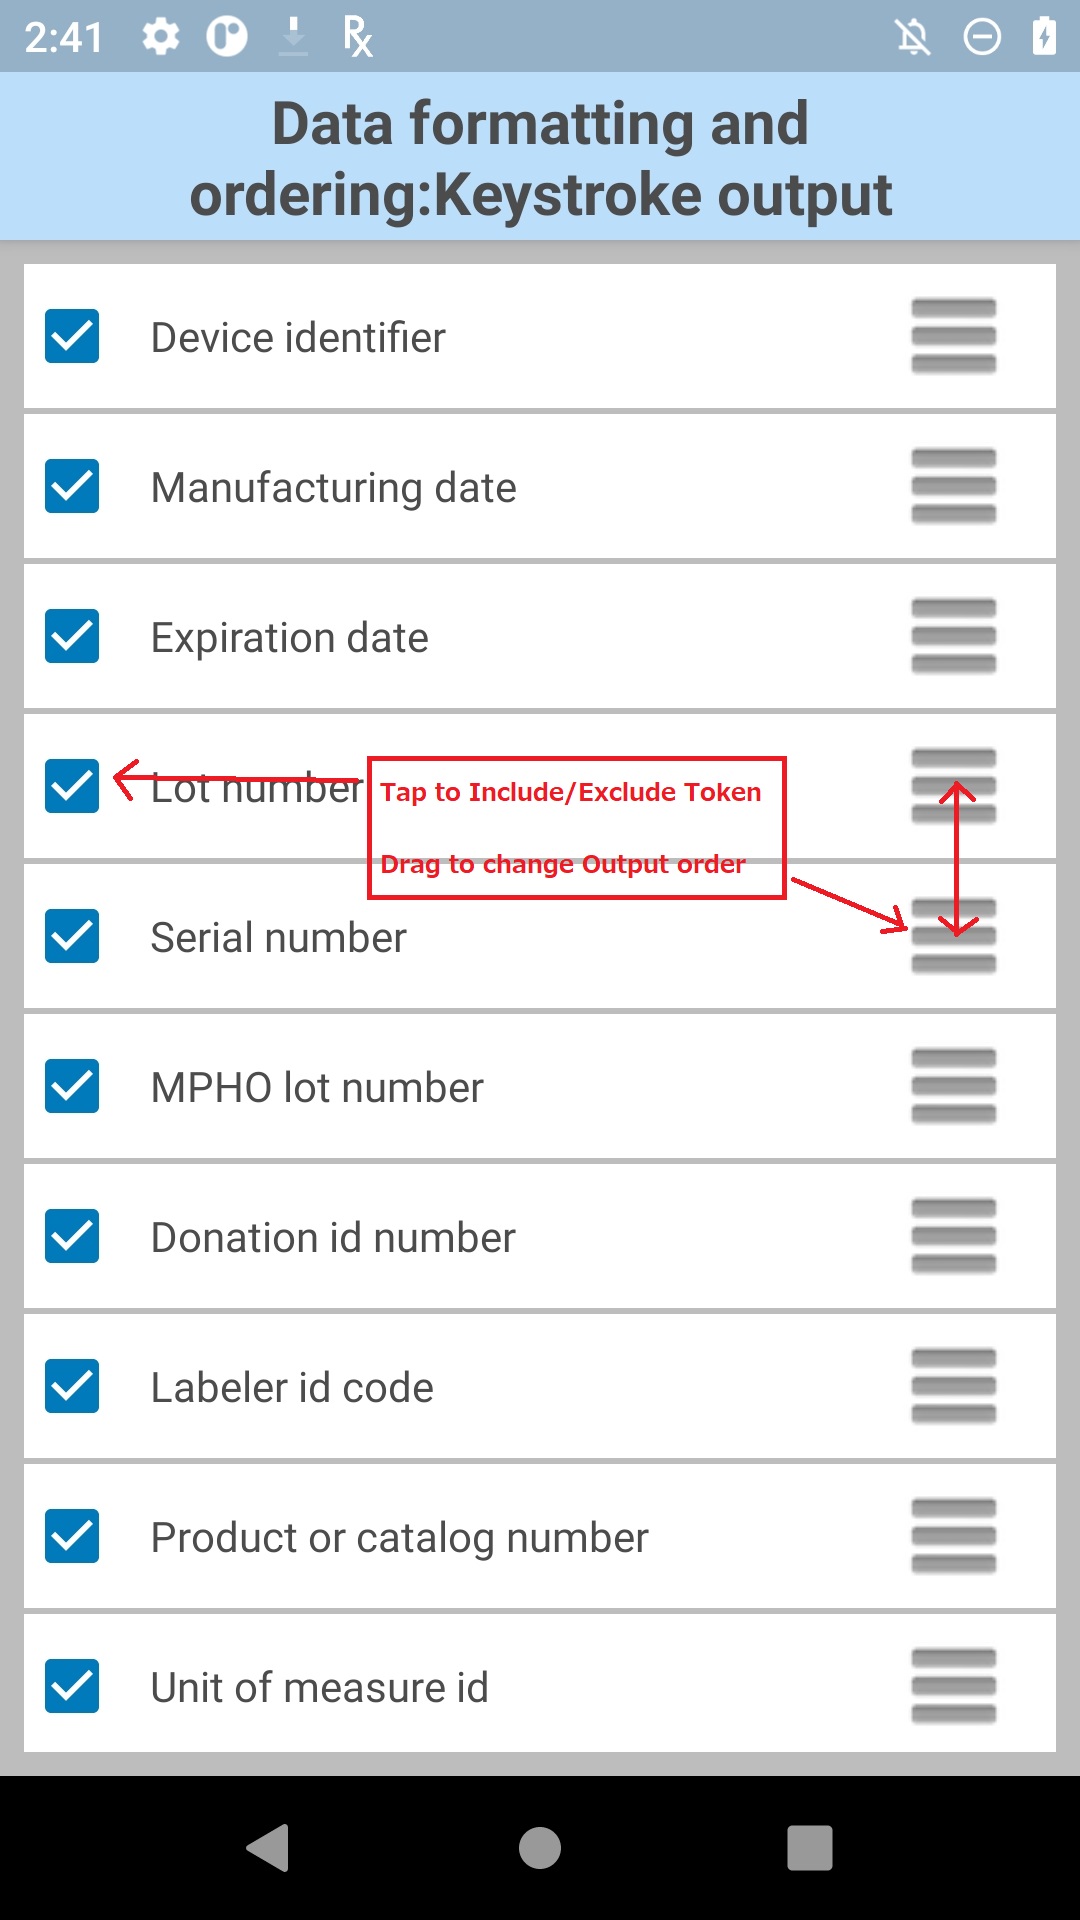 2:41
Data formatting and
ordering:Keystroke output
Device identifier
Manufacturing date
Expiration date
Lot number
Tap to Include/Exclude Token
Drag to change Output order
Serial number
MPHO lot number
Donation id number
Labeler id code
Product or catalog number
Unit of measure id